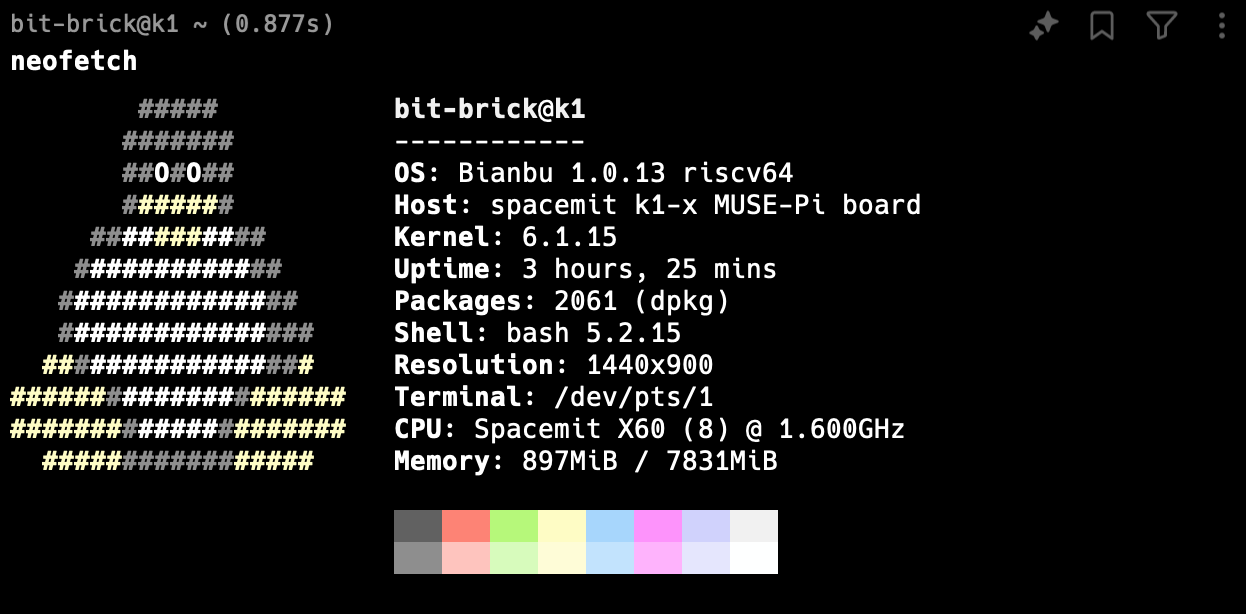 bit-brick@k1 ~ (0.877s)
neofetch
         #####            bit-brick@k1
        #######           ------------
        ##O#O##           OS: Bianbu 1.0.13 riscv64
        #######           Host: spacemit k1-x MUSE-Pi board
      ###########         Kernel: 6.1.15
     #############        Uptime: 3 hours, 25 mins
    ###############       Packages: 2061 (dpkg)
    ################      Shell: bash 5.2.15
   #################      Resolution: 1440x900
 #####################    Terminal: /dev/pts/1
 #####################    CPU: Spacemit X60 (8) @ 1.600GHz
   #################      Memory: 897MiB / 7831MiB